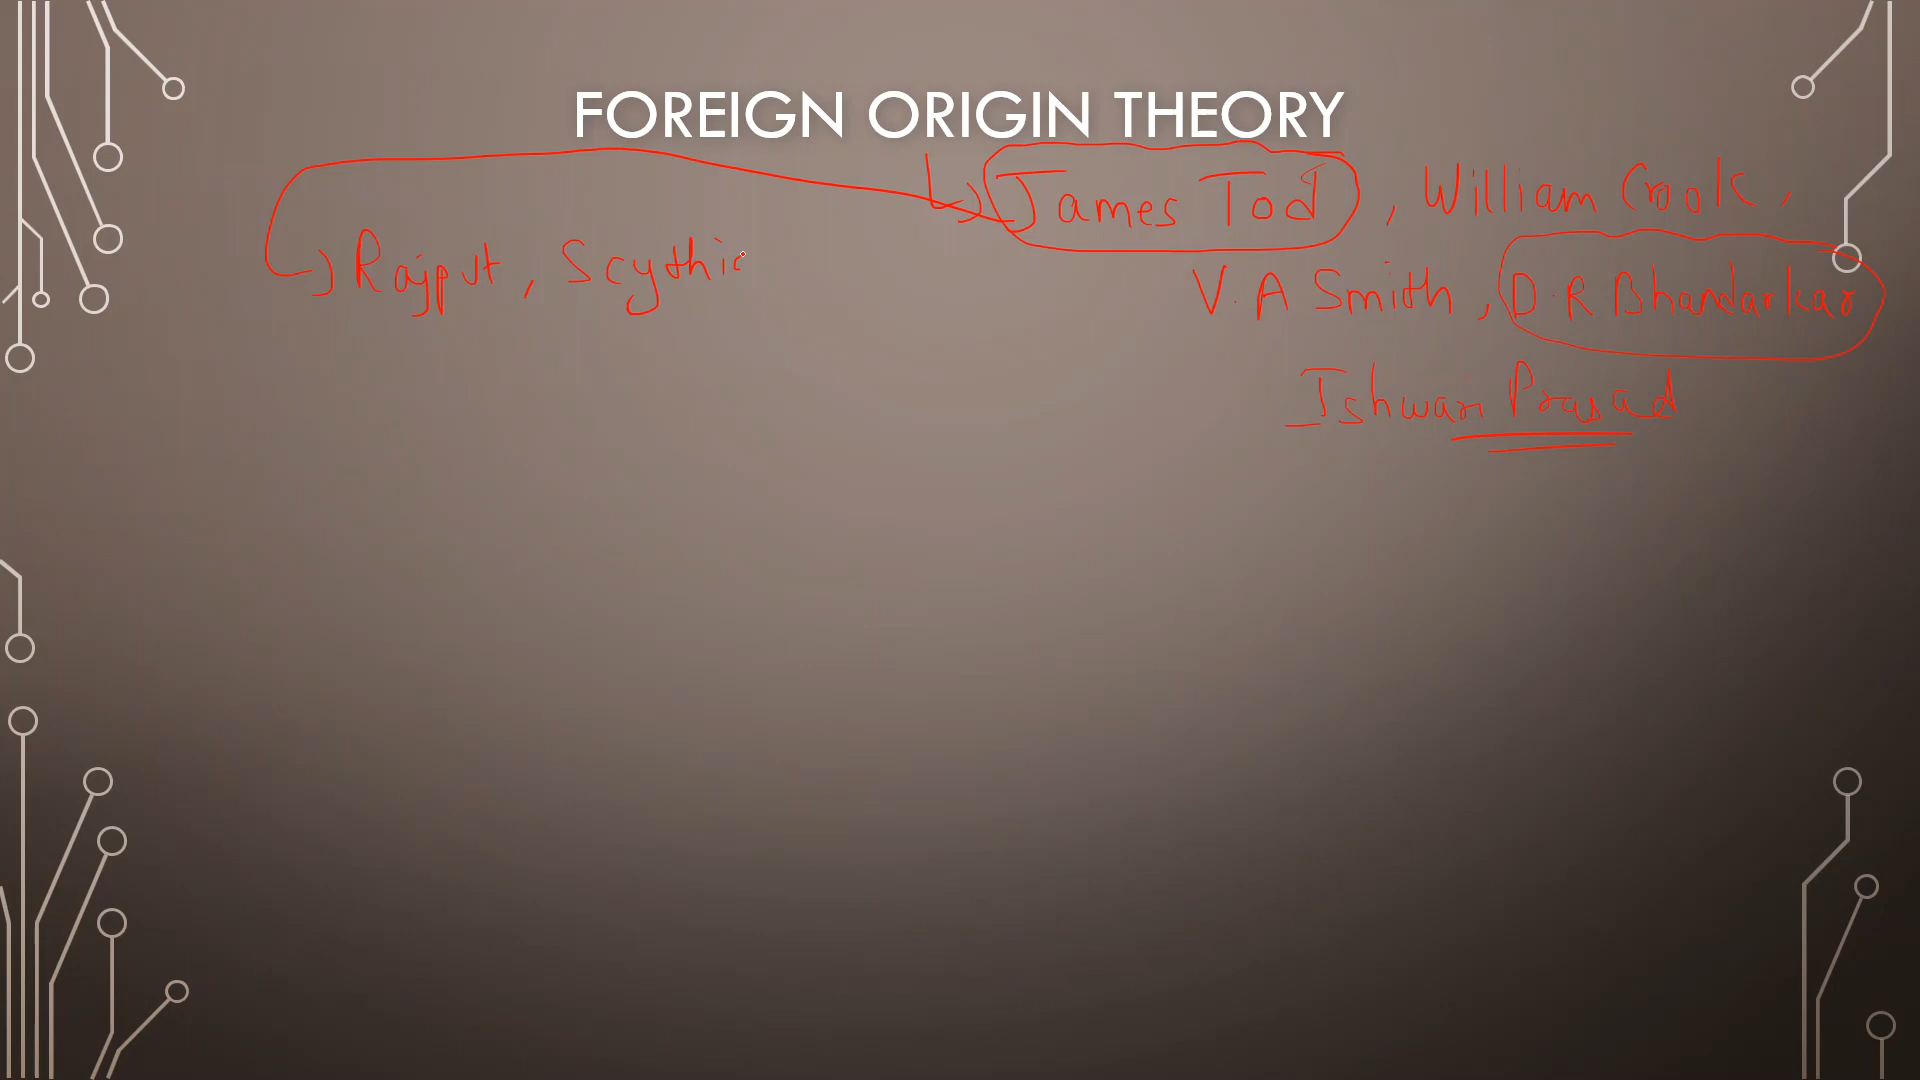 FOREIGN ORIGIN THEORY
James Tod, William Crook,
Rajput, Scythic
V.A Smith, D.R Bhandarkar
Ishwari Prasad